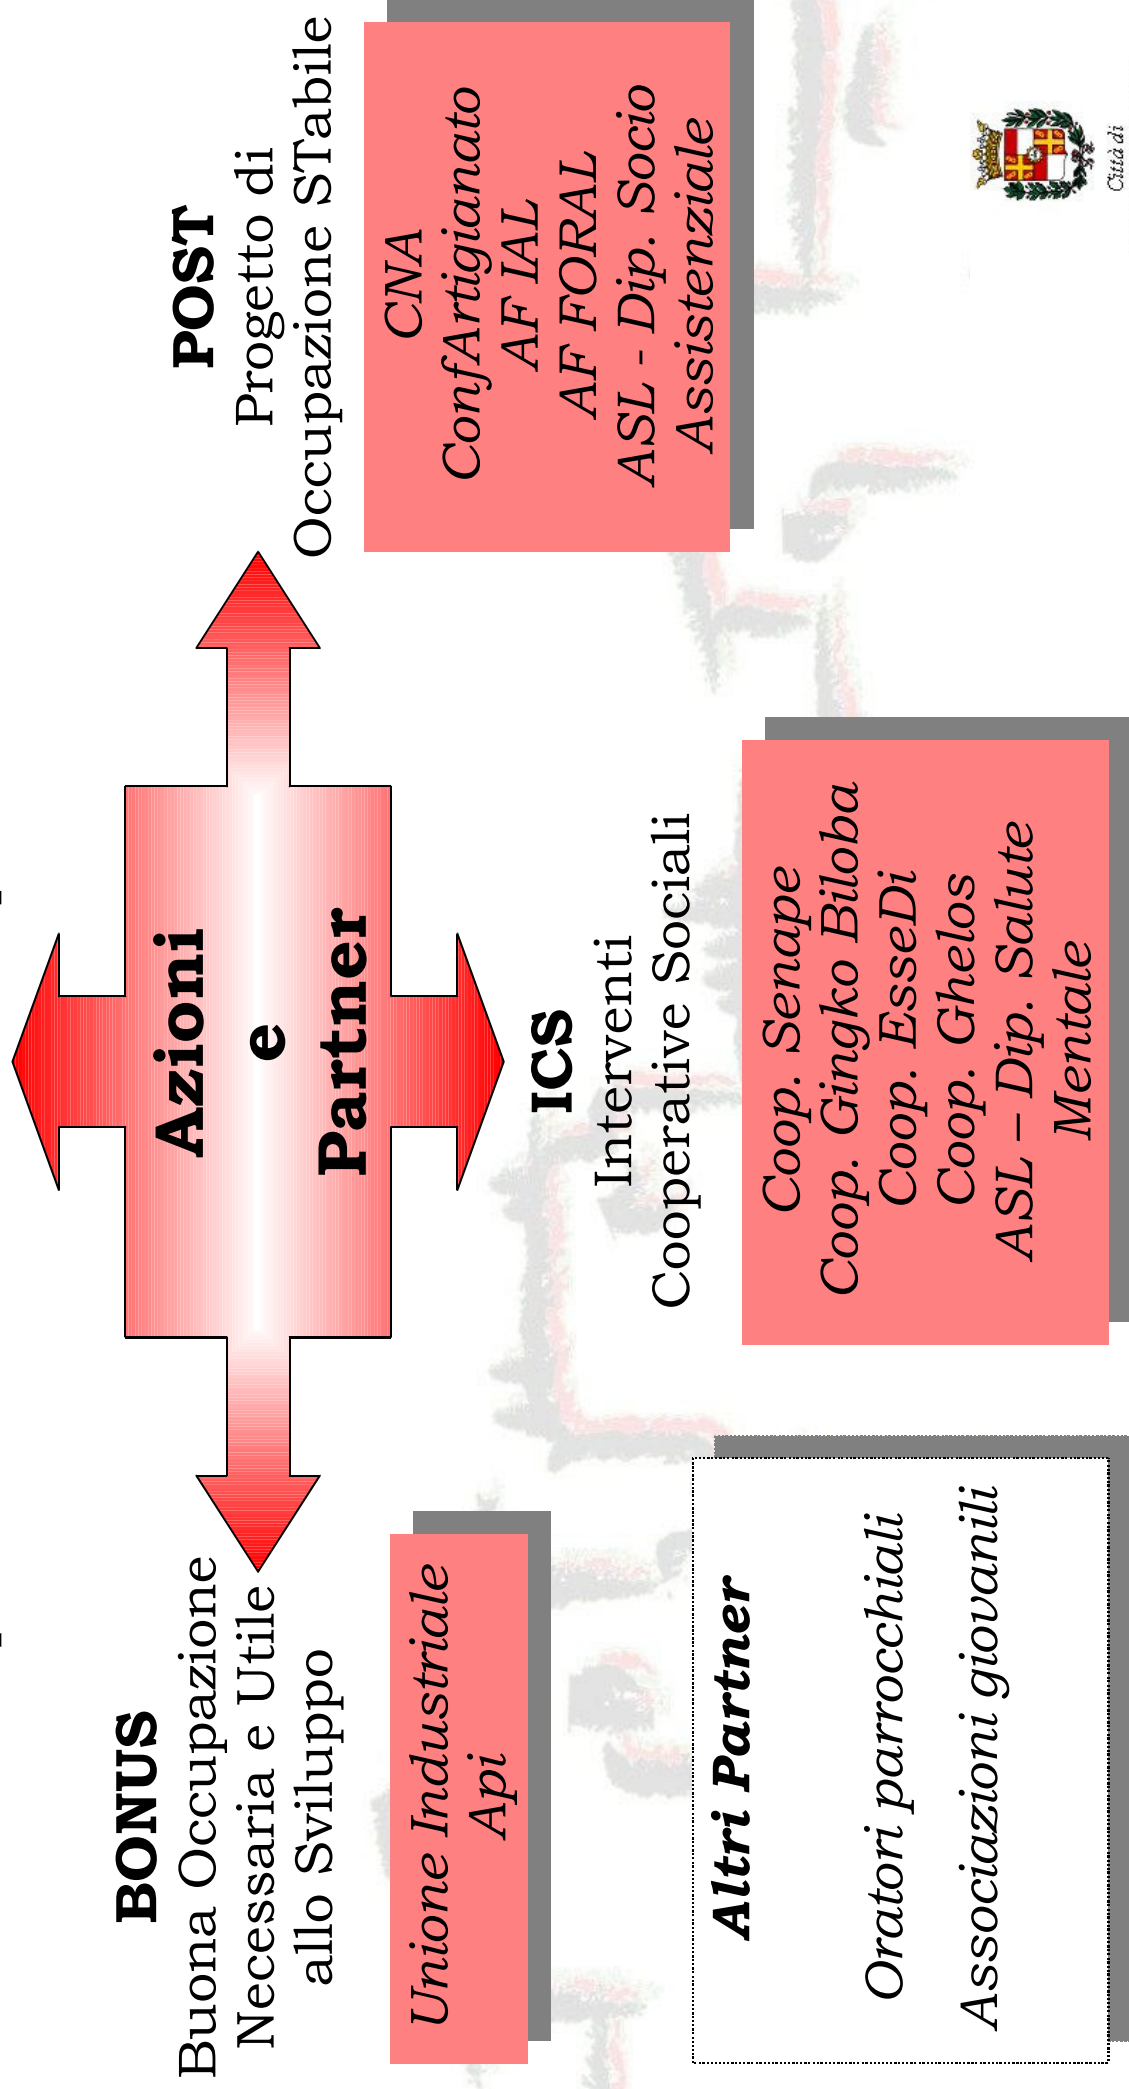 Azioni
e
Partner
BONUS
Buona Occupazione
Necessaria e Utile
allo Sviluppo
Unione Industriale
Api
POST
Progetto di
Occupazione STabile
CNA
ConfArtigianato
AF IAL
AF FORAL
ASL - Dip. Socio
Assistenziale
ICS
Interventi
Cooperative Sociali
Coop. Senape
Coop. Gingko Biloba
Coop. EsseDi
Coop. Ghelos
ASL – Dip. Salute
Mentale
Altri Partner
Oratori parrocchiali
Associazioni giovanili
Città di